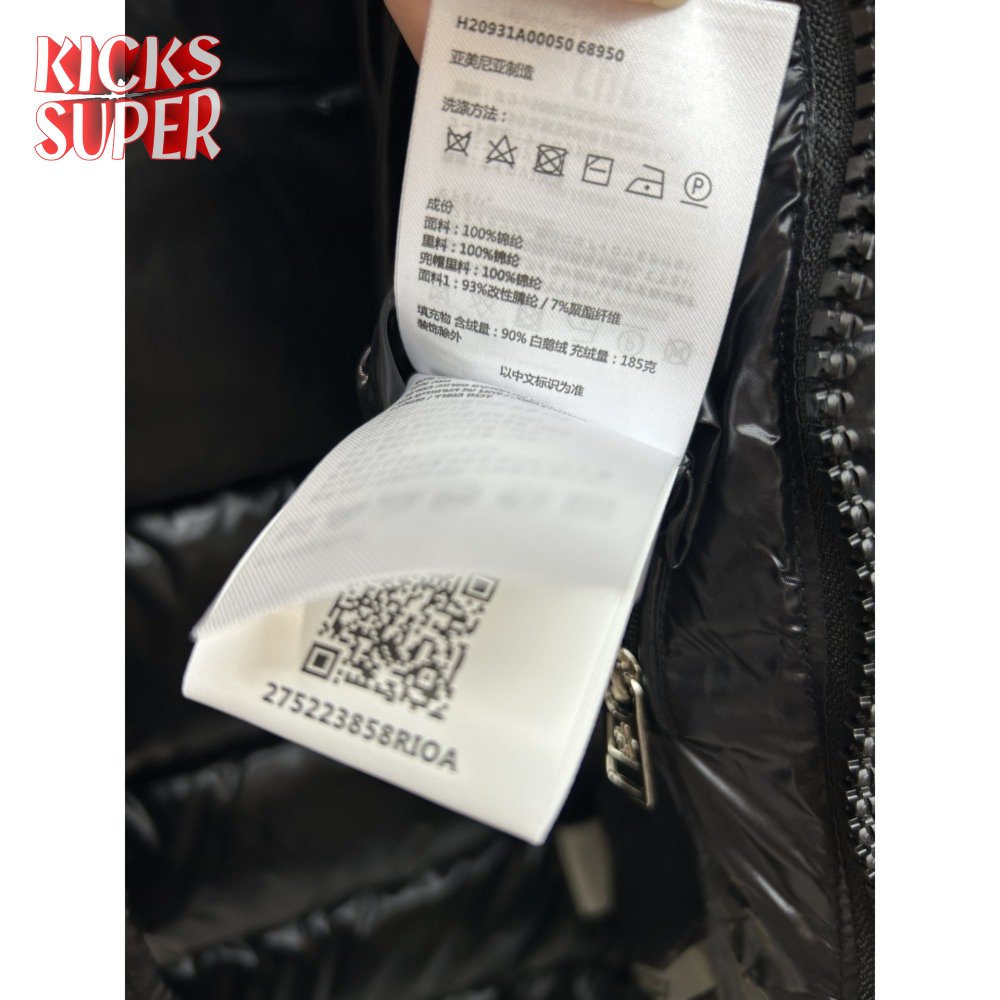 KICKS
SUPER
H20931A00050 68950
亚美尼亚制造
洗涤方法：
P
成份
面料：100%锦纶
里料：100%锦纶
兜帽里料：100%锦纶
面料1：93%改性腈纶 / 7%聚酯纤维
填充物 含绒量：90% 白鹅绒 充绒量：185克
装饰除外
以中文标识为准
275223858RIOA